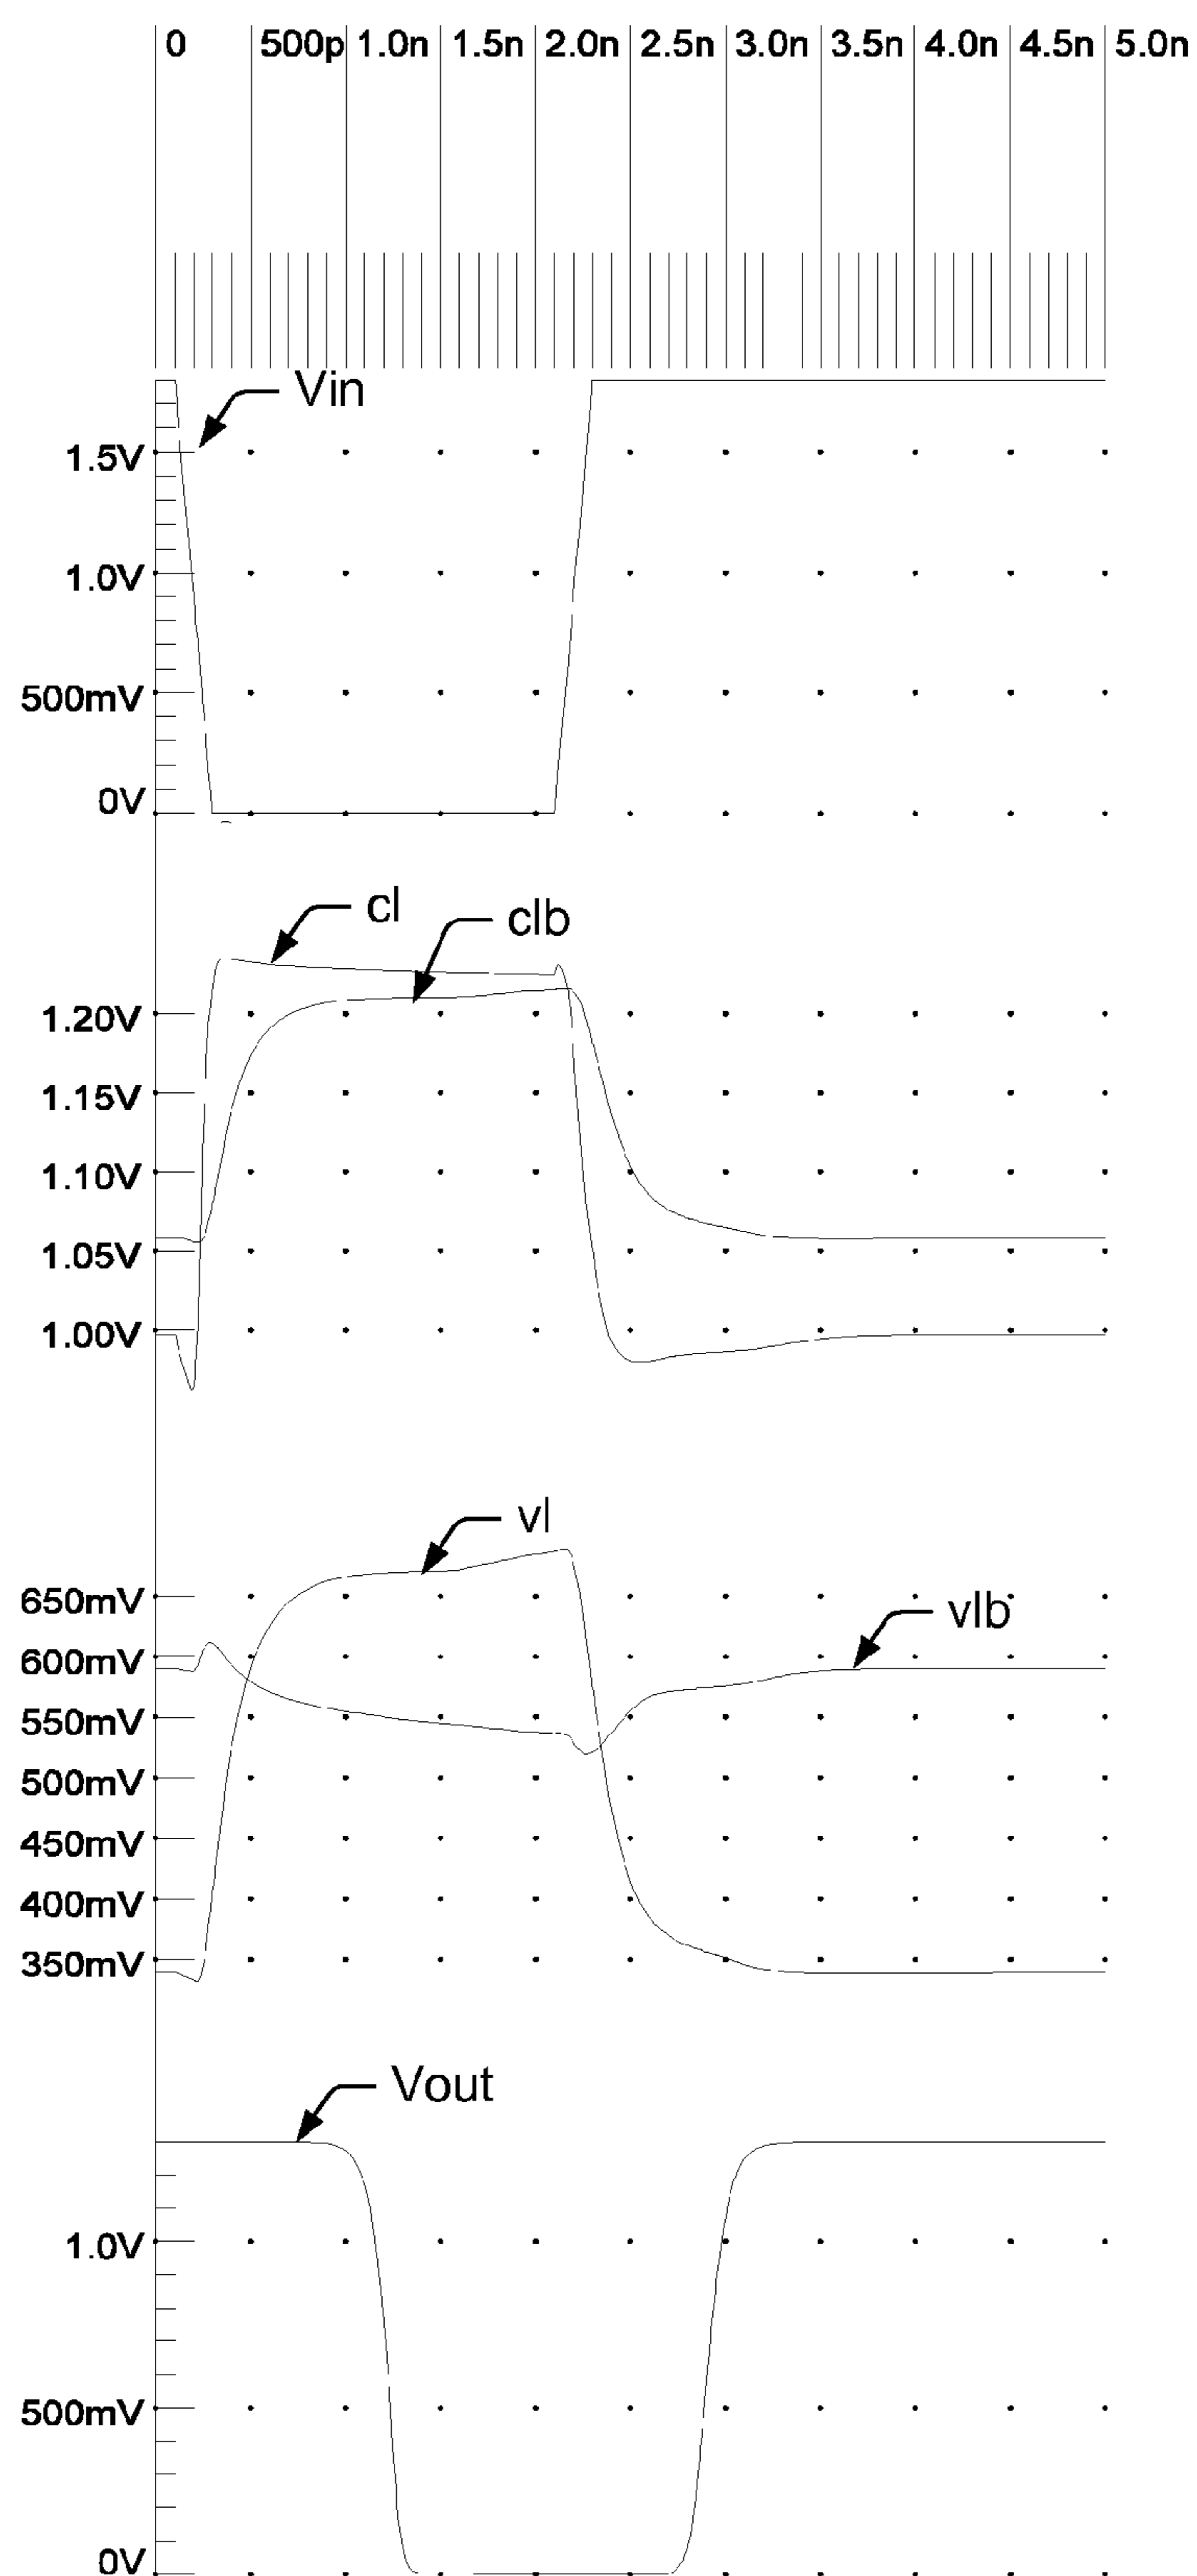 0 500p 1.0n 1.5n 2.0n 2.5n 3.0n 3.5n 4.0n 4.5n 5.0n
Vin
1.5V
1.0V
500mV
0V
cl
clb
1.20V
1.15V
1.10V
1.05V
1.00V
vl
vlb
650mV
600mV
550mV
500mV
450mV
400mV
350mV
Vout
1.0V
500mV
0V